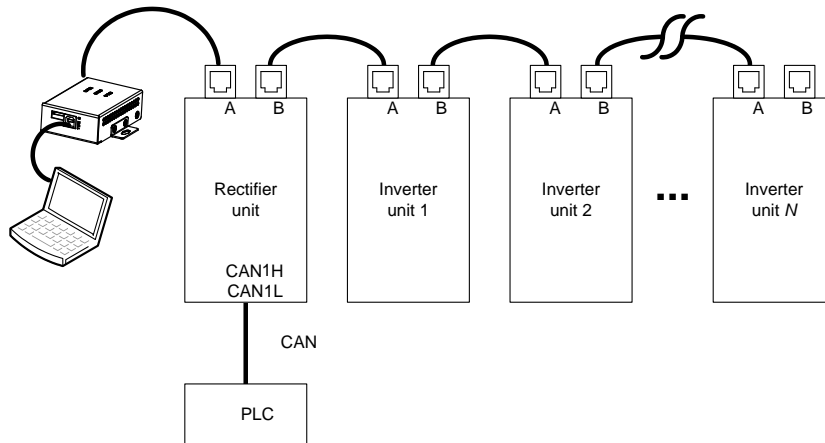 A B A B A B A B
Rectifier
unit
Inverter
unit 1
Inverter
unit 2
...
Inverter
unit N
CAN1H
CAN1L
CAN
PLC